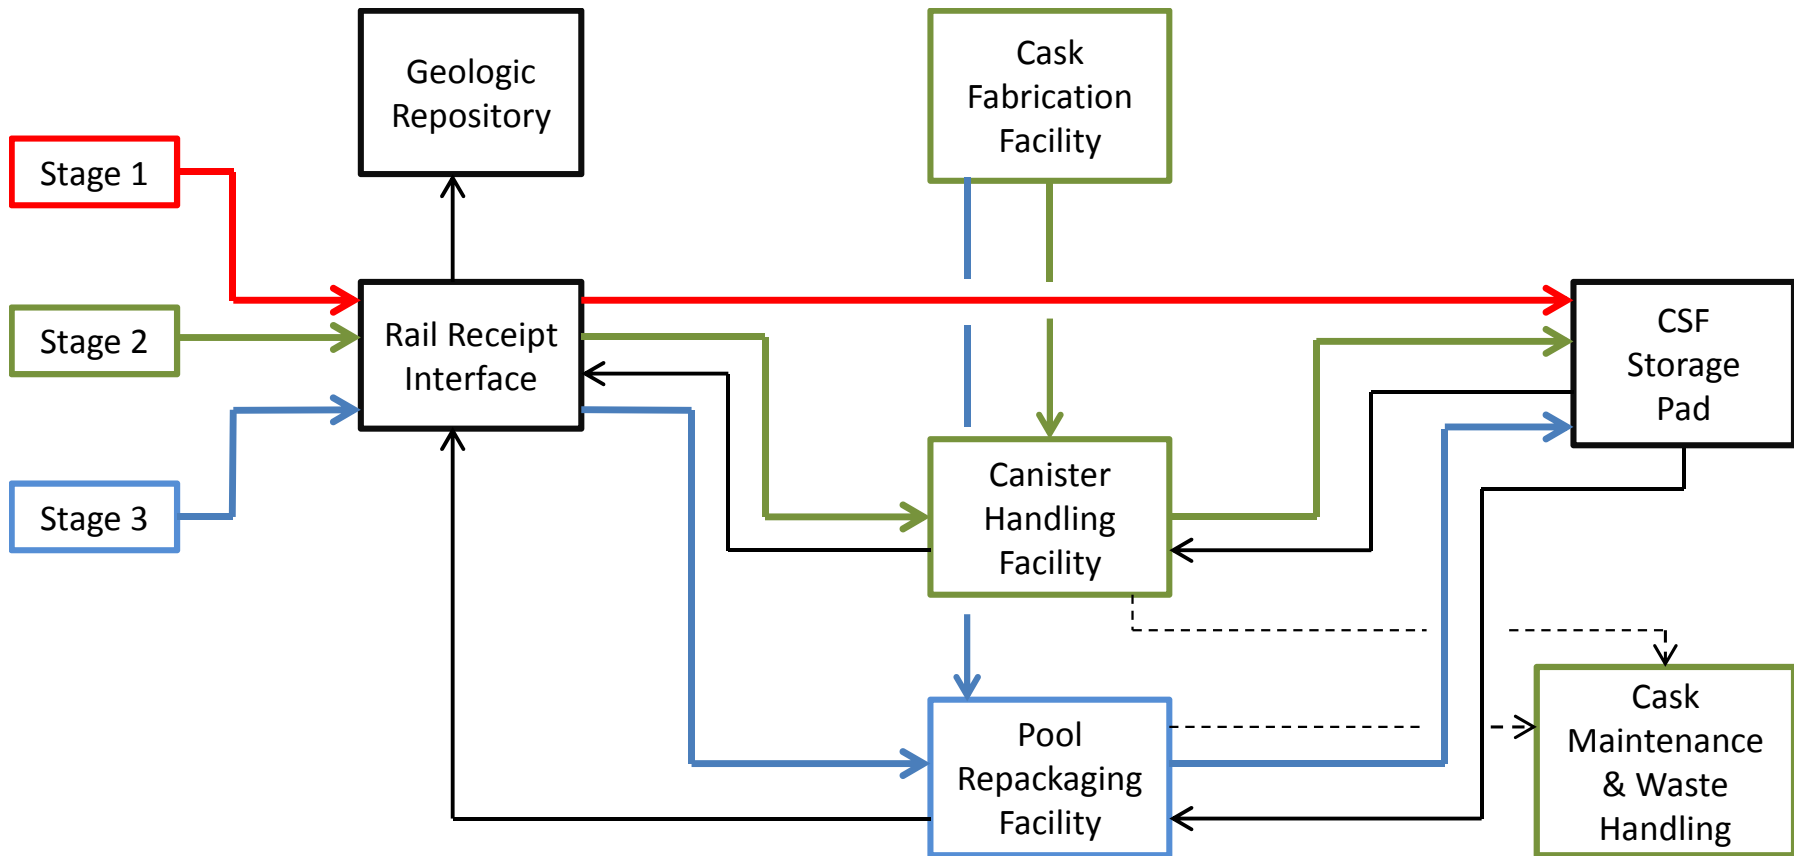 Geologic
Repository
Cask
Fabrication
Facility
Stage 1
Stage 2
Stage 3
Rail Receipt
Interface
CSF
Storage
Pad
Canister
Handling
Facility
Pool
Repackaging
Facility
Cask
Maintenance
& Waste
Handling